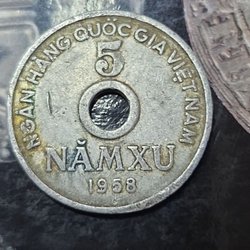 NGÂN HÀNG QUỐC GIA VIỆT NAM
5
NĂM XU
1958